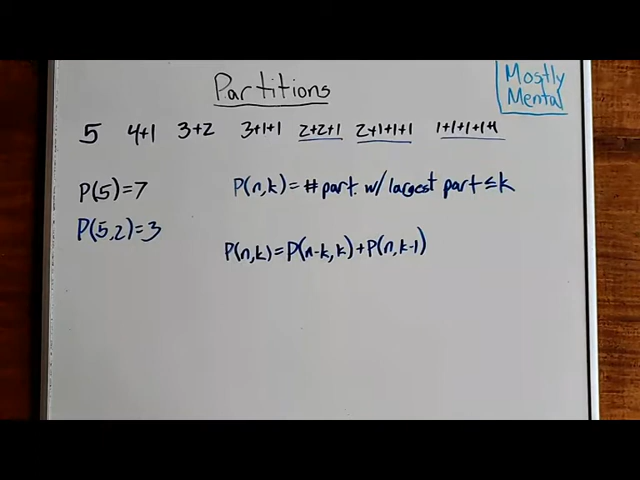 Partitions
Mostly
Mental
5 4+1 3+2 3+1+1 2+2+1 2+1+1+1 1+1+1+1+1
P(5)=7 P(n,k)=# part. w/ largest part ≤k
P(5,2)=3
P(n,k)=P(n-k,k)+P(n,k-1)